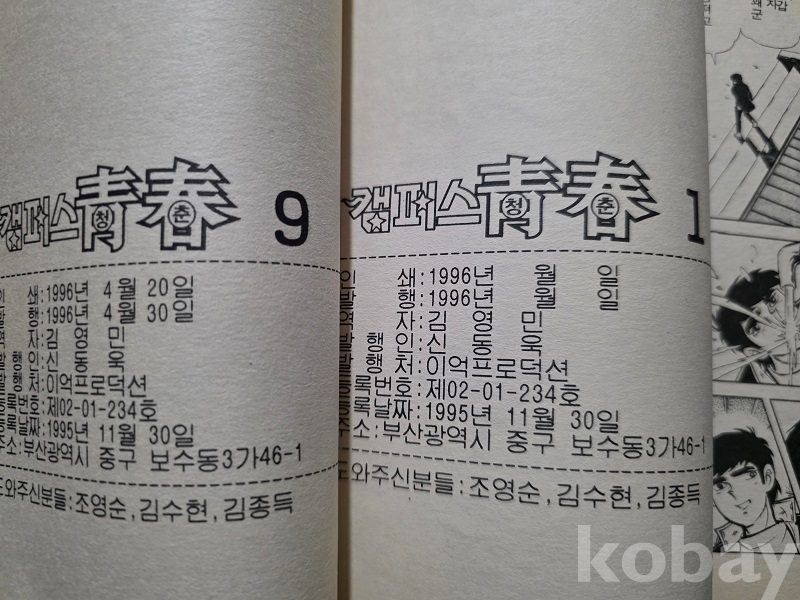 캠퍼스靑春 9
청 춘
쇄:1996년 4월 20일
행:1996년 4월 30일
자:김 영 민
행 인:신 동 욱
행 처:이억프로덕션
록번호:제02-01-234호
록날짜:1995년 11월 30일
소:부산광역시 중구 보수동3가46-1
도와주신분들:조영순,김수현,김종득
캠퍼스靑春 1
청 춘
인 쇄:1996년 월 일
발 행:1996년 월 일
역 자:김 영 민
발 행 인:신 동 욱
발 행 처:이억프로덕션
등록번호:제02-01-234호
등록날짜:1995년 11월 30일
주소:부산광역시 중구 보수동3가46-1
도와주신분들:조영순,김수현,김종득
kobay